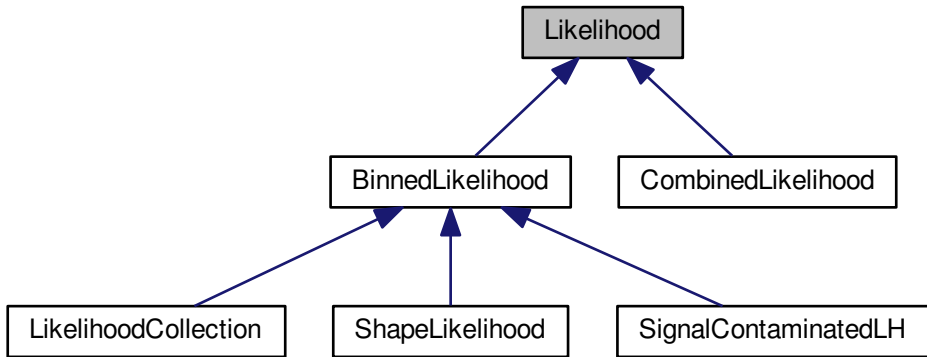 Likelihood
BinnedLikelihood
CombinedLikelihood
LikelihoodCollection
ShapeLikelihood
SignalContaminatedLH